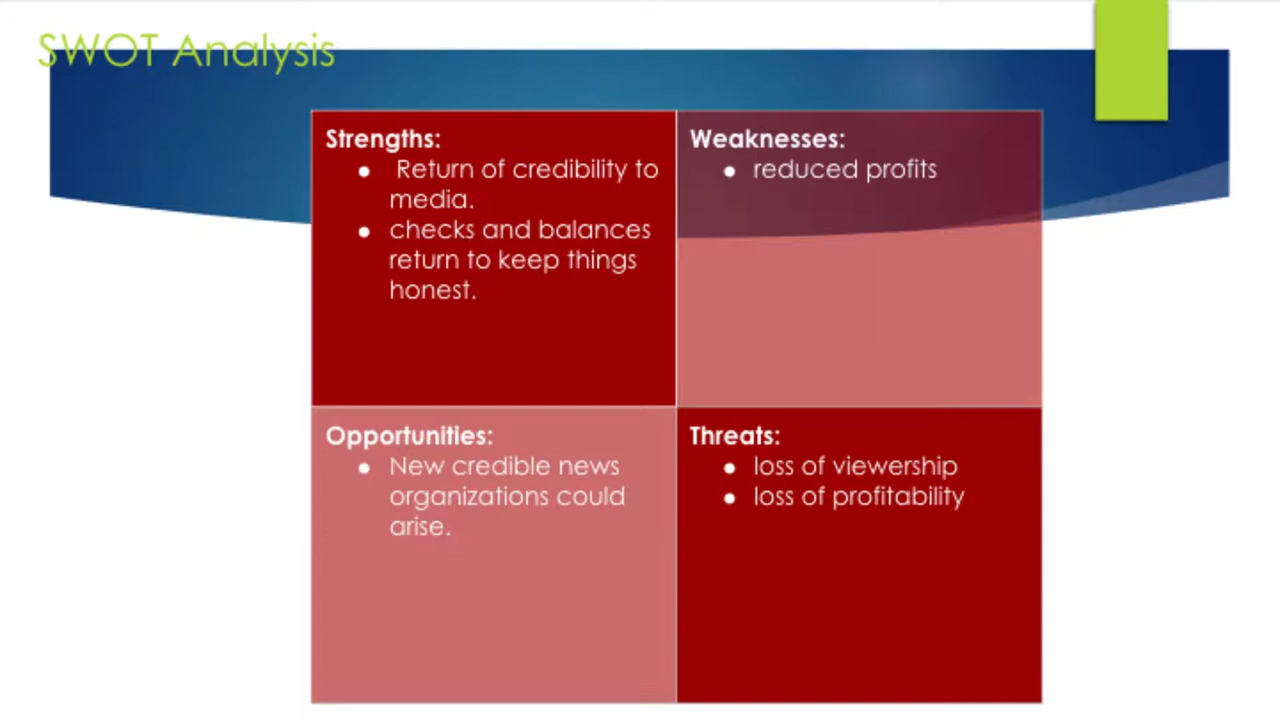 SWOT Analysis
Strengths:
● Return of credibility to
media.
● checks and balances
return to keep things
honest.
Weaknesses:
● reduced profits
Opportunities:
● New credible news
organizations could
arise.
Threats:
● loss of viewership
● loss of profitability